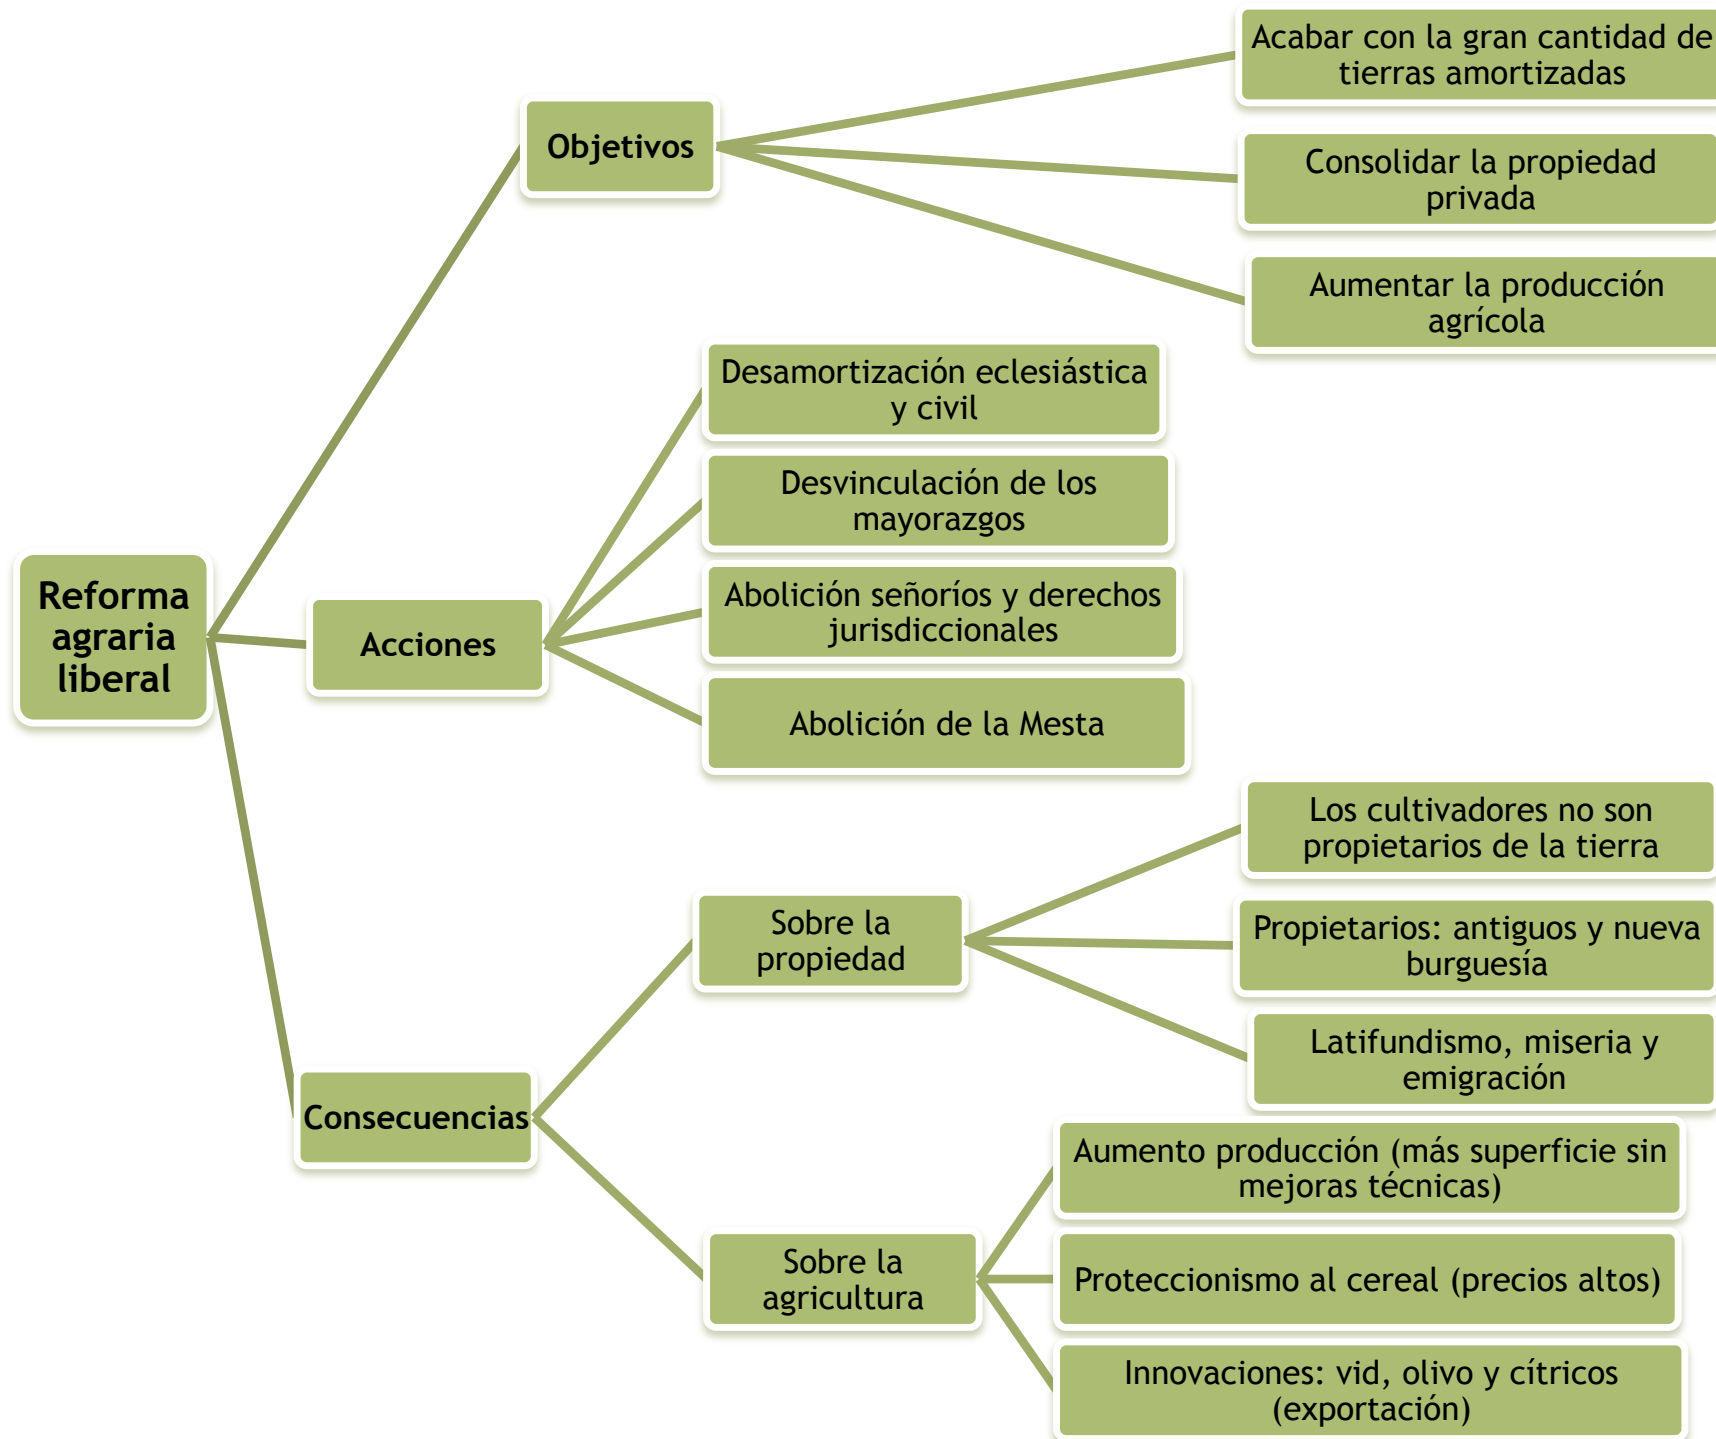 Acabar con la gran cantidad de
tierras amortizadas
Objetivos
Consolidar la propiedad
privada
Aumentar la producción
agrícola
Desamortización eclesiástica
y civil
Desvinculación de los
mayorazgos
Reforma
agraria
liberal
Acciones
Abolición señoríos y derechos
jurisdiccionales
Abolición de la Mesta
Los cultivadores no son
propietarios de la tierra
Sobre la
propiedad
Propietarios: antiguos y nueva
burguesía
Latifundismo, miseria y
emigración
Consecuencias
Aumento producción (más superficie sin
mejoras técnicas)
Sobre la
agricultura
Proteccionismo al cereal (precios altos)
Innovaciones: vid, olivo y cítricos
(exportación)